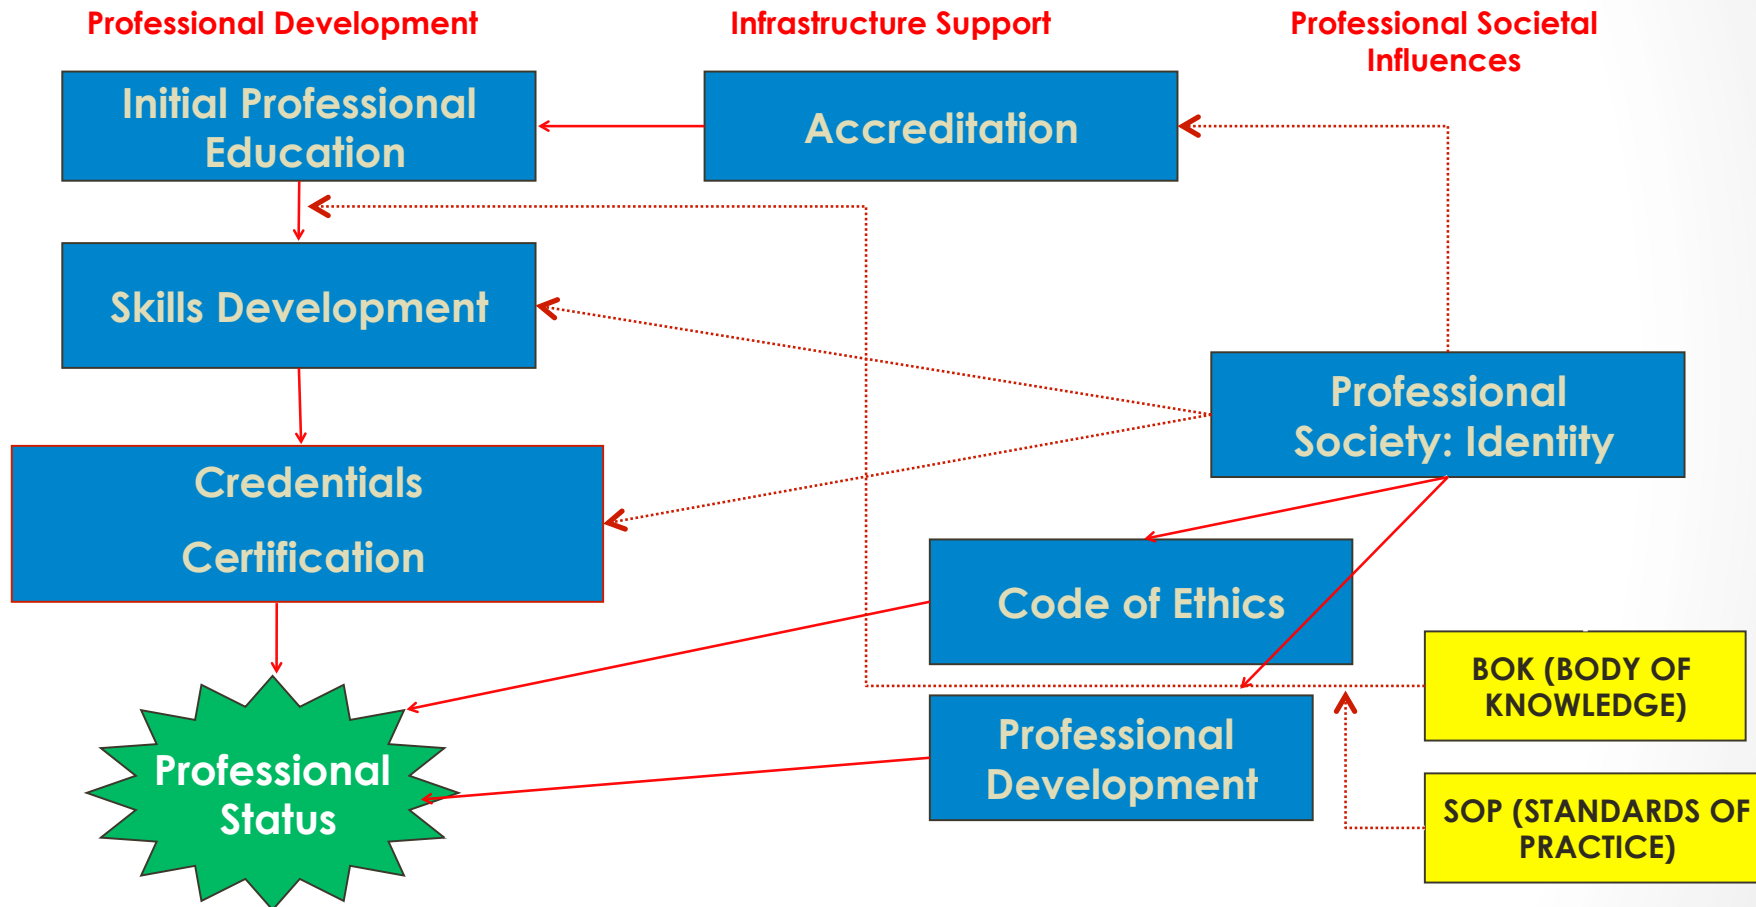 Professional Development
Infrastructure Support
Professional Societal
Influences
Initial Professional
Education
Accreditation
Skills Development
Professional
Society: Identity
Credentials
Certification
Code of Ethics
BOK (BODY OF
KNOWLEDGE)
Professional
Development
Professional
Status
SOP (STANDARDS OF
PRACTICE)